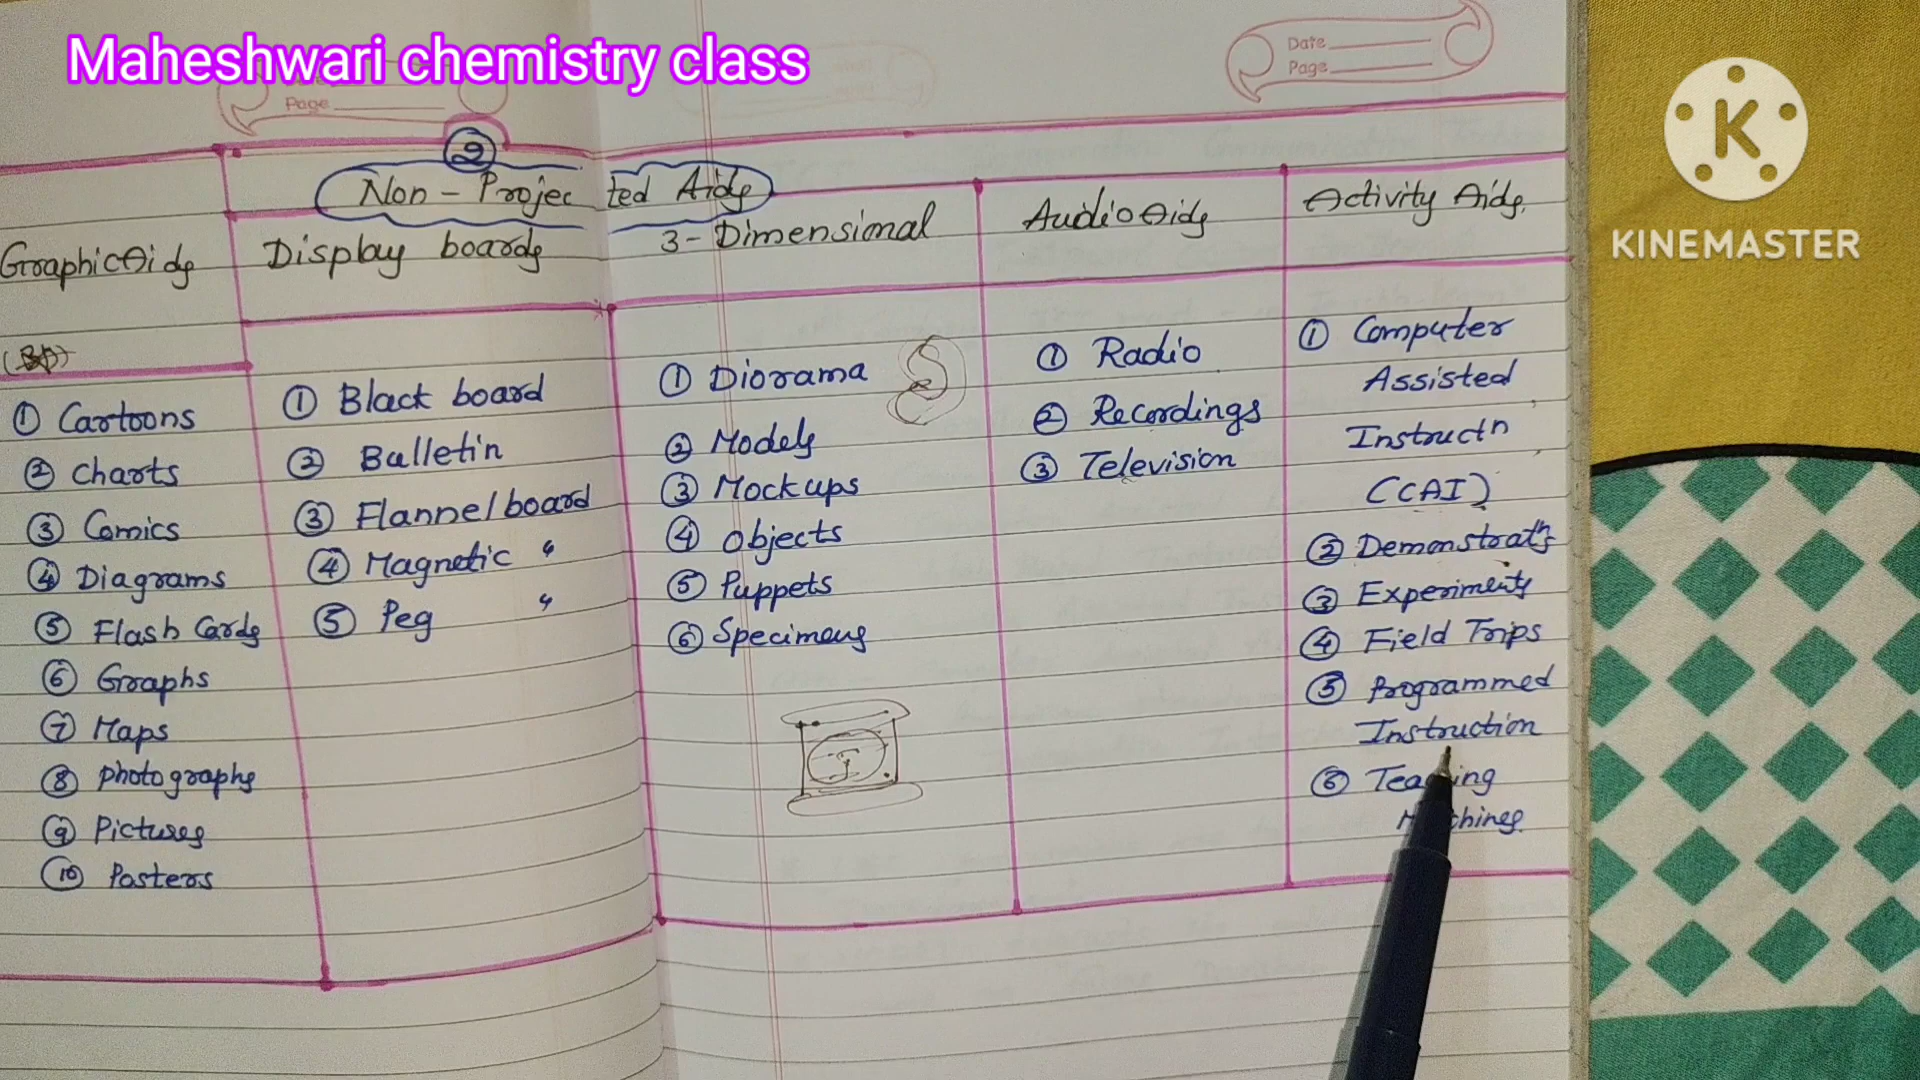 Maheshwari chemistry class
Date
Page
Page
K
KINEMASTER
2
Non - Projected Aids
Graphic Aids
Display boards
3 - Dimensional
Audio Aids
Activity Aids.
① Cartoons
② Charts
③ Comics
④ Diagrams
⑤ Flash Cards
⑥ Graphs
⑦ Maps
⑧ Photographs
⑨ Pictures
⑩ Posters
① Black board
② Bulletin
③ Flannel board
④ Magnetic "
⑤ Peg "
① Diorama
② Models
③ Mock ups
④ Objects
⑤ Puppets
⑥ Specimens
① Radio
② Recordings
③ Television
① Computer
Assisted
Instructn
(CAI)
② Demonstratns
③ Experiments
④ Field Trips
⑤ Programmed
Instruction
⑥ Teaching
Machines.